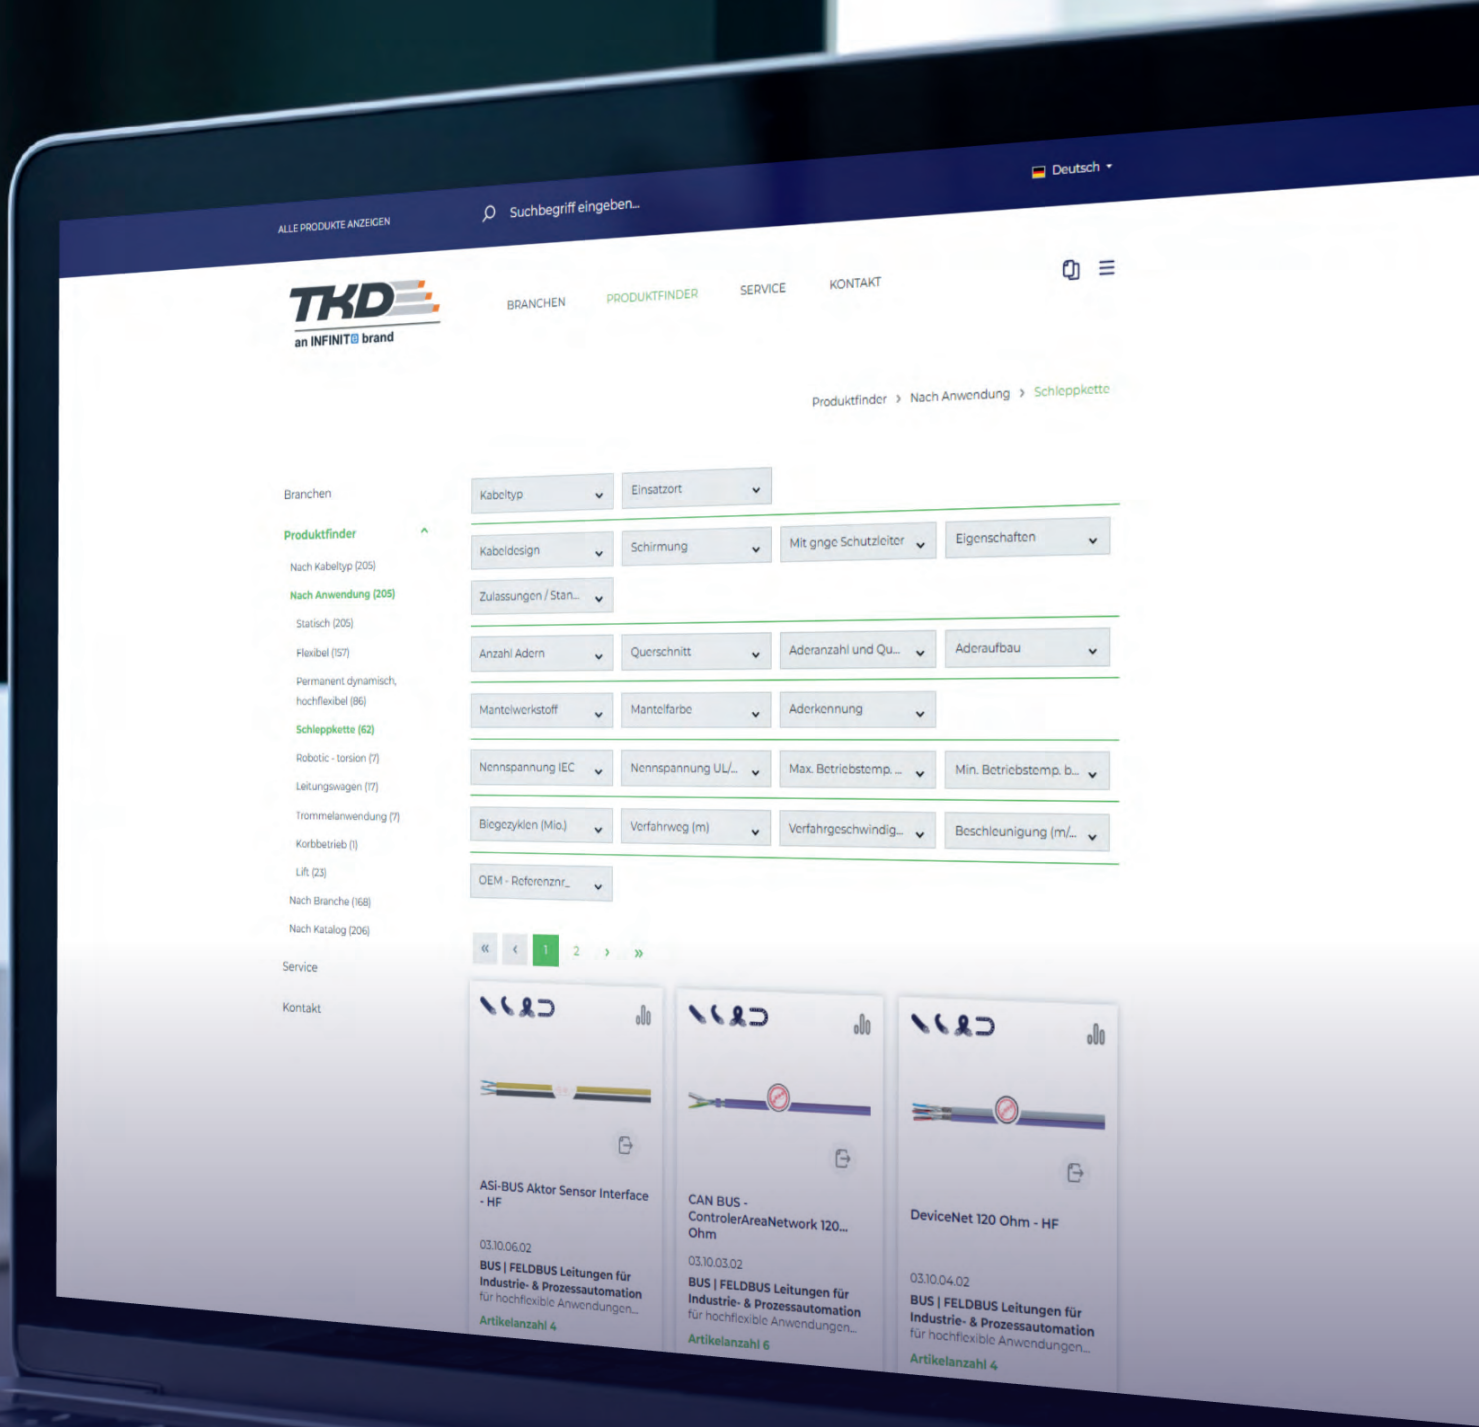 Deutsch
ALLE PRODUKTE ANZEIGEN
Suchbegriff eingeben...
TKD
an INFINITO brand
BRANCHEN
PRODUKTFINDER
SERVICE
KONTAKT
Produktfinder > Nach Anwendung > Schleppkette
Branchen
Produktfinder
Nach Kabeltyp (205)
Nach Anwendung (205)
Statisch (205)
Flexibel (157)
Permanent dynamisch,
hochflexibel (86)
Schleppkette (62)
Robotic - torsion (7)
Leitungswagen (17)
Trommelanwendung (7)
Korbbetrieb (1)
Lift (23)
Nach Branche (168)
Nach Katalog (206)
Service
Kontakt
Kabeltyp
Einsatzort
Kabeldesign
Schirmung
Mit gnge Schutzleiter
Eigenschaften
Zulassungen / Stan...
Anzahl Adern
Querschnitt
Aderanzahl und Qu...
Aderaufbau
Mantelwerkstoff
Mantelfarbe
Aderkennung
Nennspannung IEC
Nennspannung UL/...
Max. Betriebstemp. ...
Min. Betriebstemp. b...
Biegezyklen (Mio.)
Verfahrweg (m)
Verfahrgeschwindig...
Beschleunigung (m/...
OEM - Referenznr_
« ‹ 1 2 › »
ASi-BUS Aktor Sensor Interface
- HF
03.10.06.02
BUS | FELDBUS Leitungen für
Industrie- & Prozessautomation
für hochflexible Anwendungen...
Artikelanzahl 4
CAN BUS -
ControlerAreaNetwork 120...
Ohm
03.10.03.02
BUS | FELDBUS Leitungen für
Industrie- & Prozessautomation
für hochflexible Anwendungen...
Artikelanzahl 6
DeviceNet 120 Ohm - HF
03.10.04.02
BUS | FELDBUS Leitungen für
Industrie- & Prozessautomation
für hochflexible Anwendungen...
Artikelanzahl 4